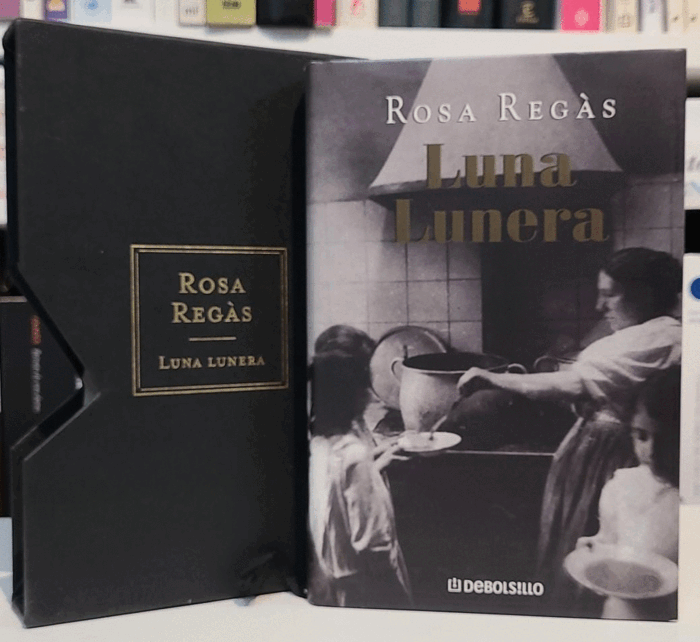 ROSA
REGÀS
LUNA LUNERA
ROSA REGÀS
Luna
Lunera
DEBOLS!LLO